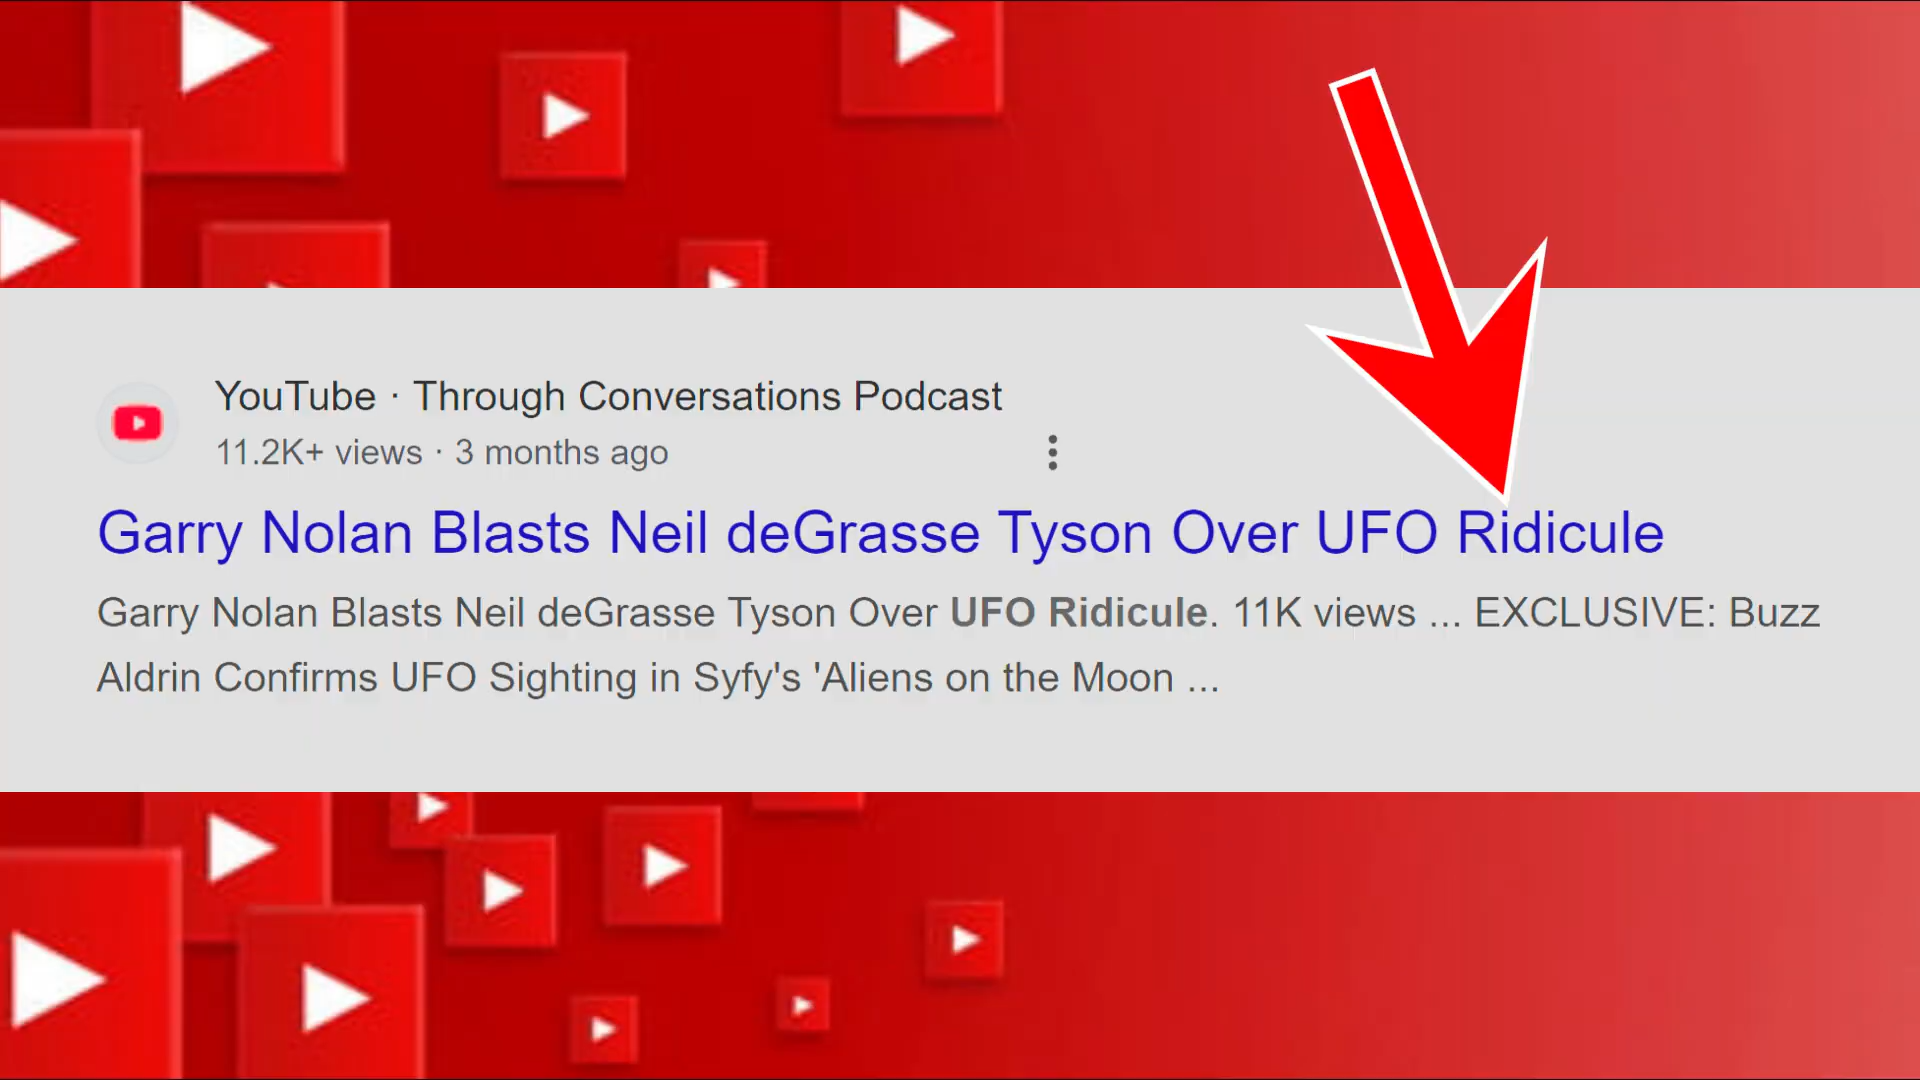 YouTube · Through Conversations Podcast
11.2K+ views · 3 months ago
Garry Nolan Blasts Neil deGrasse Tyson Over UFO Ridicule
Garry Nolan Blasts Neil deGrasse Tyson Over UFO Ridicule. 11K views ... EXCLUSIVE: Buzz
Aldrin Confirms UFO Sighting in Syfy's 'Aliens on the Moon ...